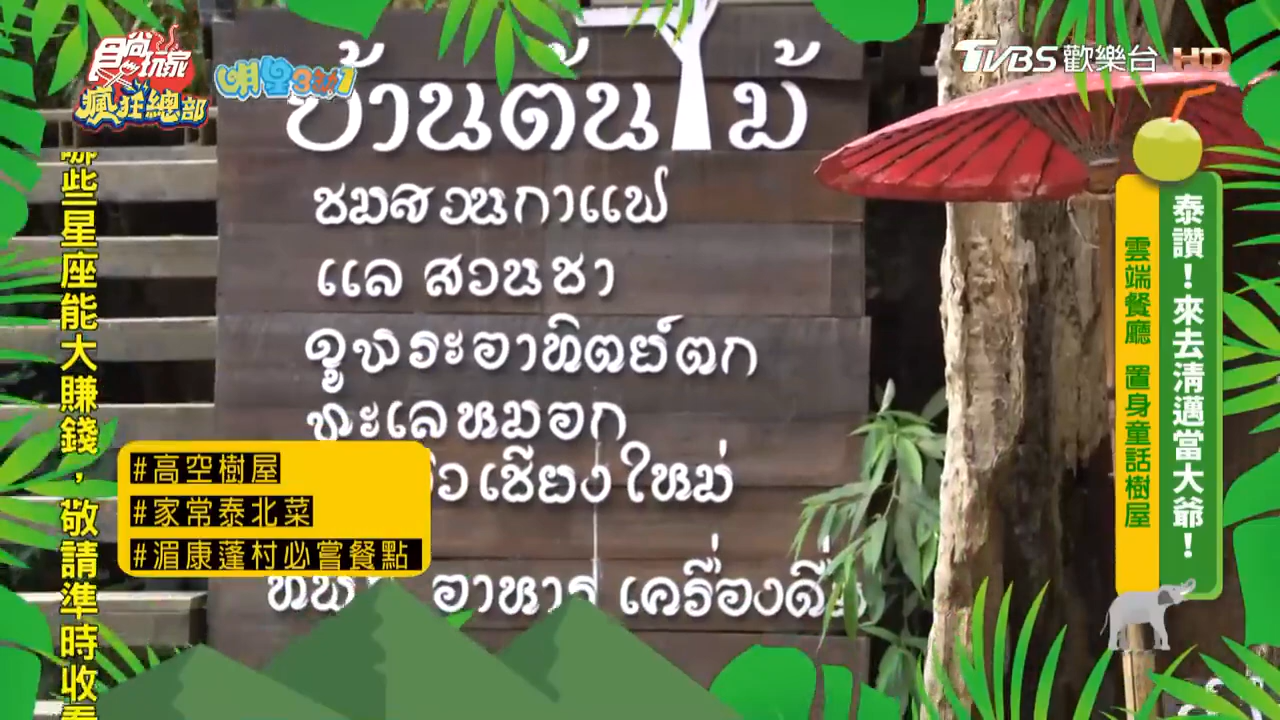 食尚玩家
瘋狂總部
明星3缺1
TVBS歡樂台 HD
บ้านต้นไม้
ชมสวนกาแฟ
แล สวนชา
ดูพระอาทิตย์ตก
ทะเลหมอก
เชียงใหม่
อาหาร เครื่องดื่ม
些星座能大賺錢，敬請準時收
#高空樹屋
#家常泰北菜
#湄康蓬村必嘗餐點
泰讚！來去清邁當大爺！
雲端餐廳 置身童話樹屋